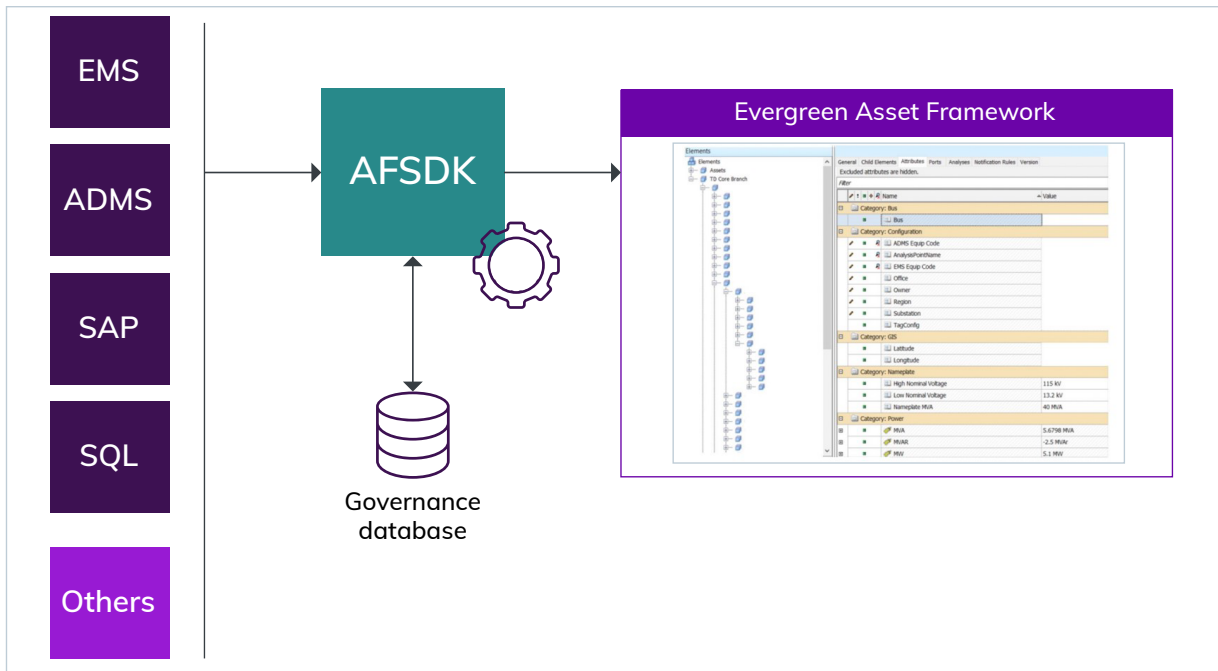 EMS
ADMS
SAP
SQL
Others
AFSDK
Governance
database
Evergreen Asset Framework
Elements
Elements
Assets
TD Core Branch
General Child Elements Attributes Ports Analyses Notification Rules Version
Excluded attributes are hidden.
Filter
Name Value
Category: Bus
Bus
Category: Configuration
ADMS Equip Code
AnalysisPointName
EMS Equip Code
Office
Owner
Region
Substation
TagConfig
Category: GIS
Latitude
Longitude
Category: Nameplate
High Nominal Voltage 115 kV
Low Nominal Voltage 13.2 kV
Nameplate MVA 40 MVA
Category: Power
MVA 5.6798 MVA
MVAR -2.5 MVAr
MW 5.1 MW